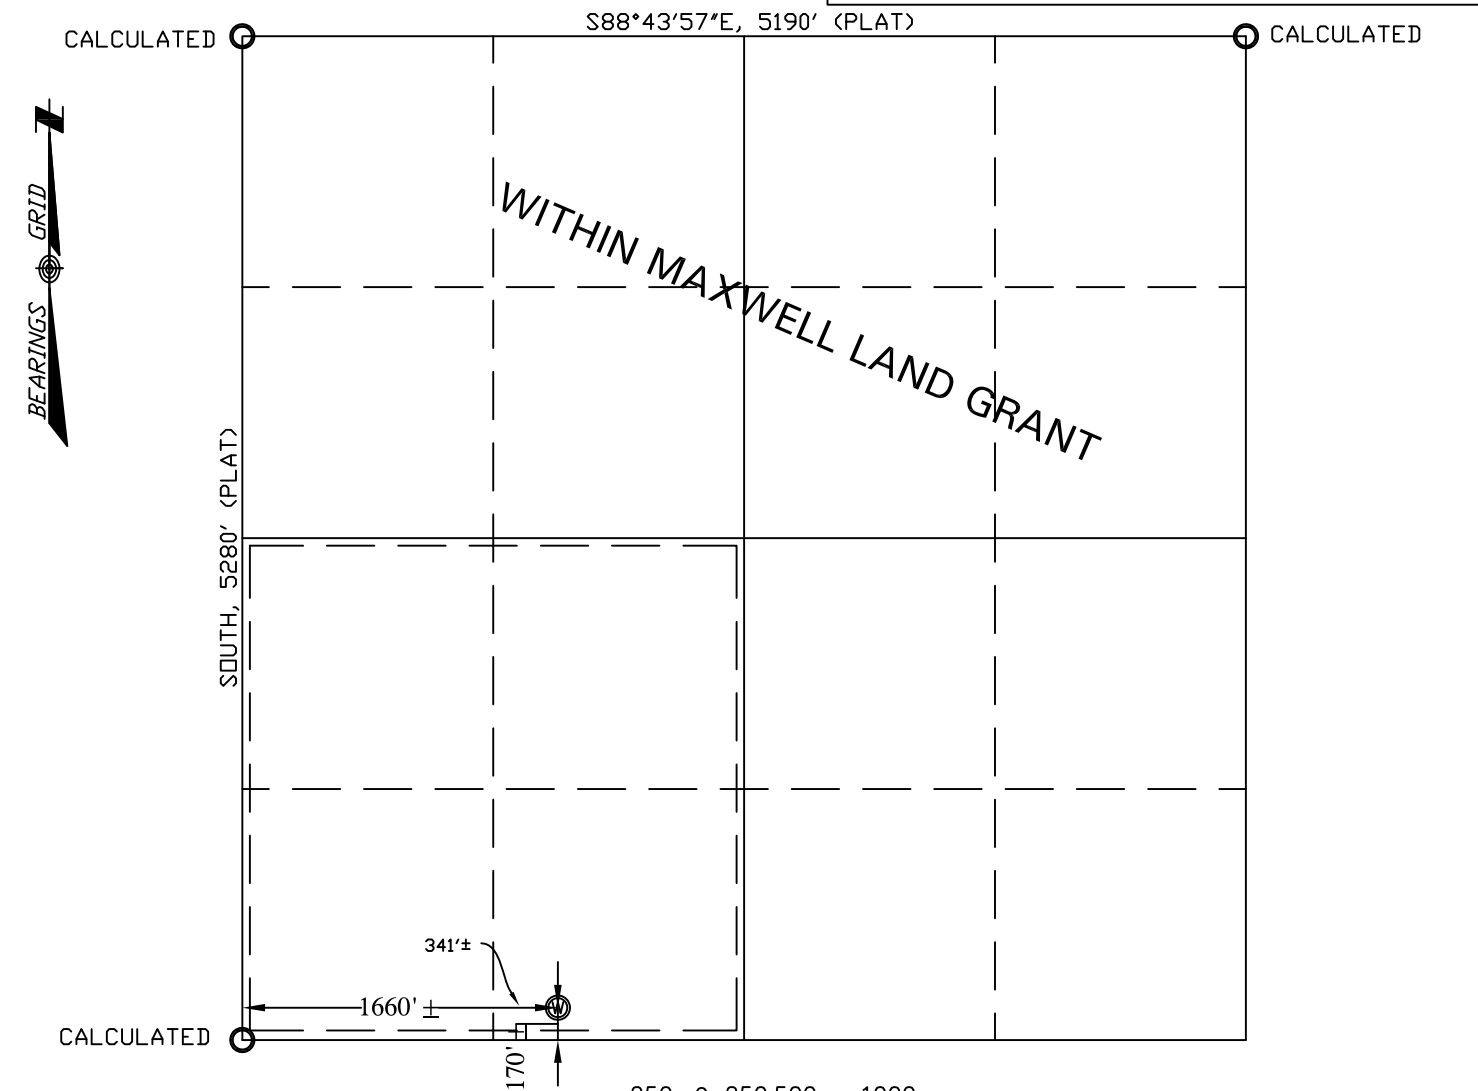 S88°43'57"E, 5190' (PLAT)
CALCULATED
CALCULATED
N
BEARINGS GRID
WITHIN MAXWELL LAND GRANT
SOUTH, 5280' (PLAT)
341'±
1660' ±
W
CALCULATED
170'